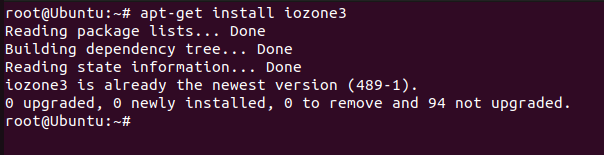 root@Ubuntu:~# apt-get install iozone3
Reading package lists... Done
Building dependency tree... Done
Reading state information... Done
iozone3 is already the newest version (489-1).
0 upgraded, 0 newly installed, 0 to remove and 94 not upgraded.
root@Ubuntu:~#